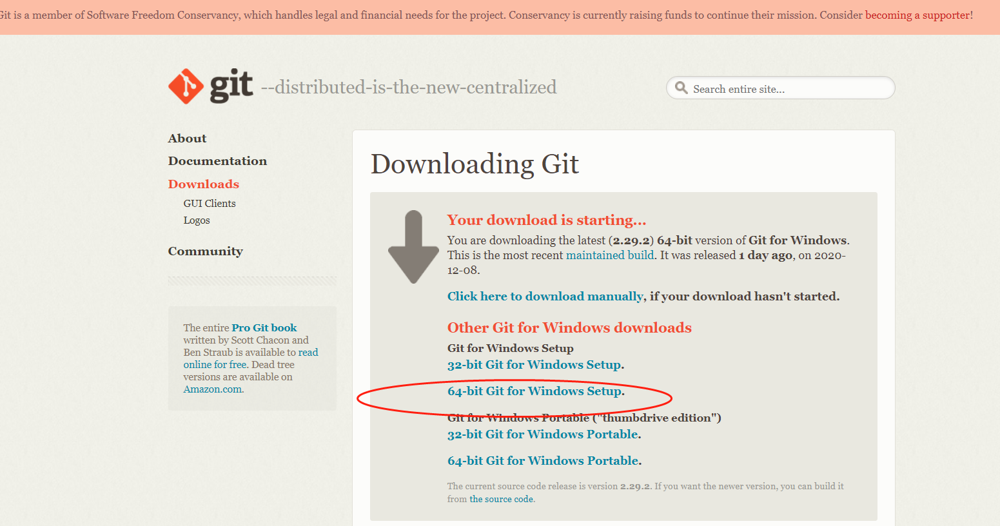 Git is a member of Software Freedom Conservancy, which handles legal and financial needs for the project. Conservancy is currently raising funds to continue their mission. Consider becoming a supporter!
git --distributed-is-the-new-centralized
Search entire site...
About
Documentation
Downloads
GUI Clients
Logos
Community
The entire Pro Git book
written by Scott Chacon and
Ben Straub is available to read
online for free. Dead tree
versions are available on
Amazon.com.
Downloading Git
Your download is starting...
You are downloading the latest (2.29.2) 64-bit version of Git for Windows.
This is the most recent maintained build. It was released 1 day ago, on 2020-
12-08.
Click here to download manually, if your download hasn't started.
Other Git for Windows downloads
Git for Windows Setup
32-bit Git for Windows Setup.
64-bit Git for Windows Setup.
Git for Windows Portable ("thumbdrive edition")
32-bit Git for Windows Portable.
64-bit Git for Windows Portable.
The current source code release is version 2.29.2. If you want the newer version, you can build it
from the source code.